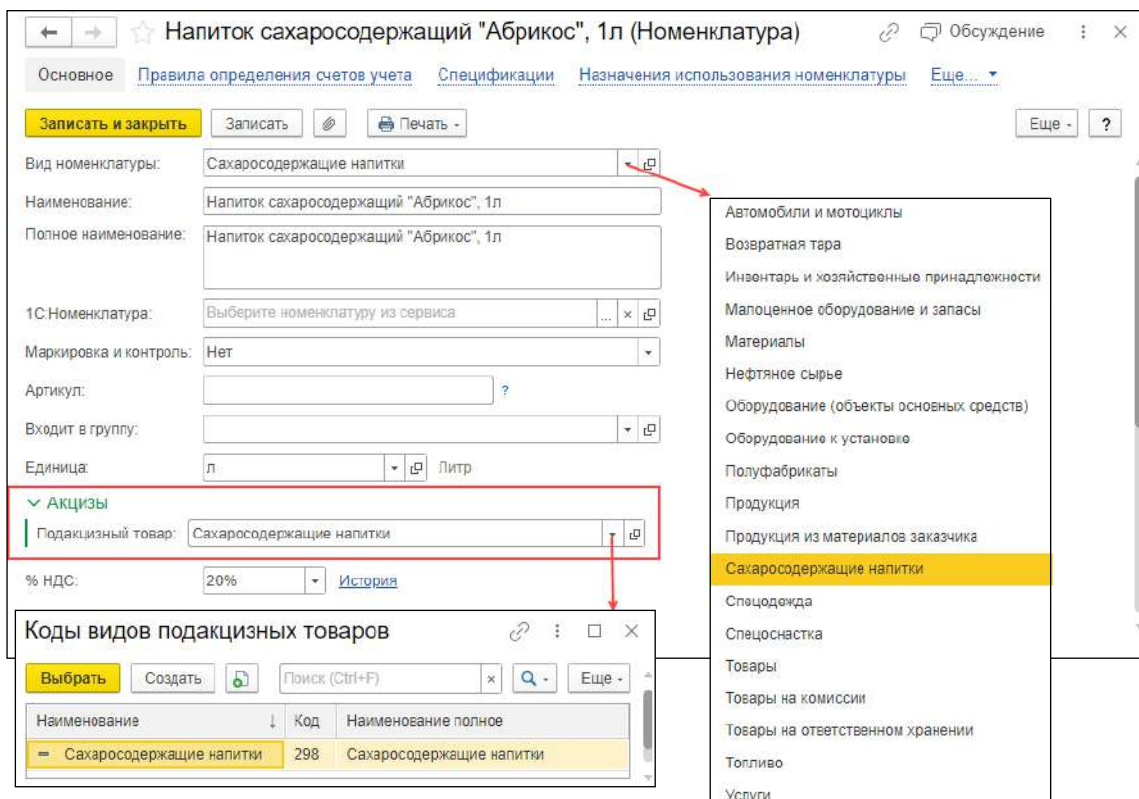 Напиток сахаросодержащий "Абрикос", 1л (Номенклатура) Обсуждение
Основное Правила определения счетов учета Спецификации Назначения использования номенклатуры Еще...
Записать и закрыть Записать Печать Еще ?
Вид номенклатуры: Сахаросодержащие напитки
Наименование: Напиток сахаросодержащий "Абрикос", 1л
Полное наименование: Напиток сахаросодержащий "Абрикос", 1л
1С:Номенклатура: Выберите номенклатуру из сервиса ...
Маркировка и контроль: Нет
Артикул: ?
Входит в группу:
Единица: л Литр
Акцизы
Подакцизный товар: Сахаросодержащие напитки
% НДС: 20% История
Автомобили и мотоциклы
Возвратная тара
Инвентарь и хозяйственные принадлежности
Малоценное оборудование и запасы
Материалы
Нефтяное сырье
Оборудование (объекты основных средств)
Оборудование к установке
Полуфабрикаты
Продукция
Продукция из материалов заказчика
Сахаросодержащие напитки
Спецодежда
Спецоснастка
Товары
Товары на комиссии
Товары на ответственном хранении
Топливо
Услуги
Коды видов подакцизных товаров
Выбрать Создать Поиск (Ctrl+F) Еще
Наименование Код Наименование полное
Сахаросодержащие напитки 298 Сахаросодержащие напитки